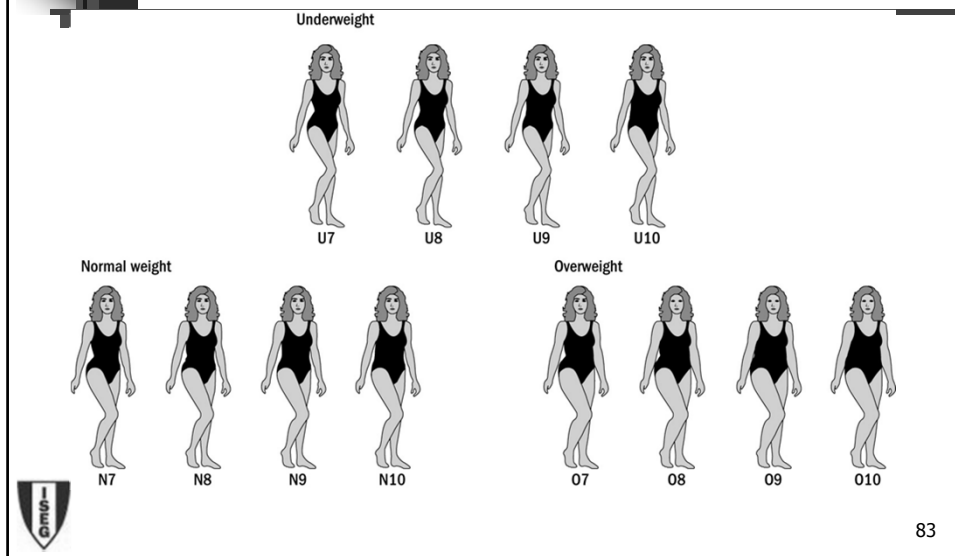 Underweight
U7 U8 U9 U10
Normal weight
Overweight
N7 N8 N9 N10
O7 O8 O9 O10
ISEG
83